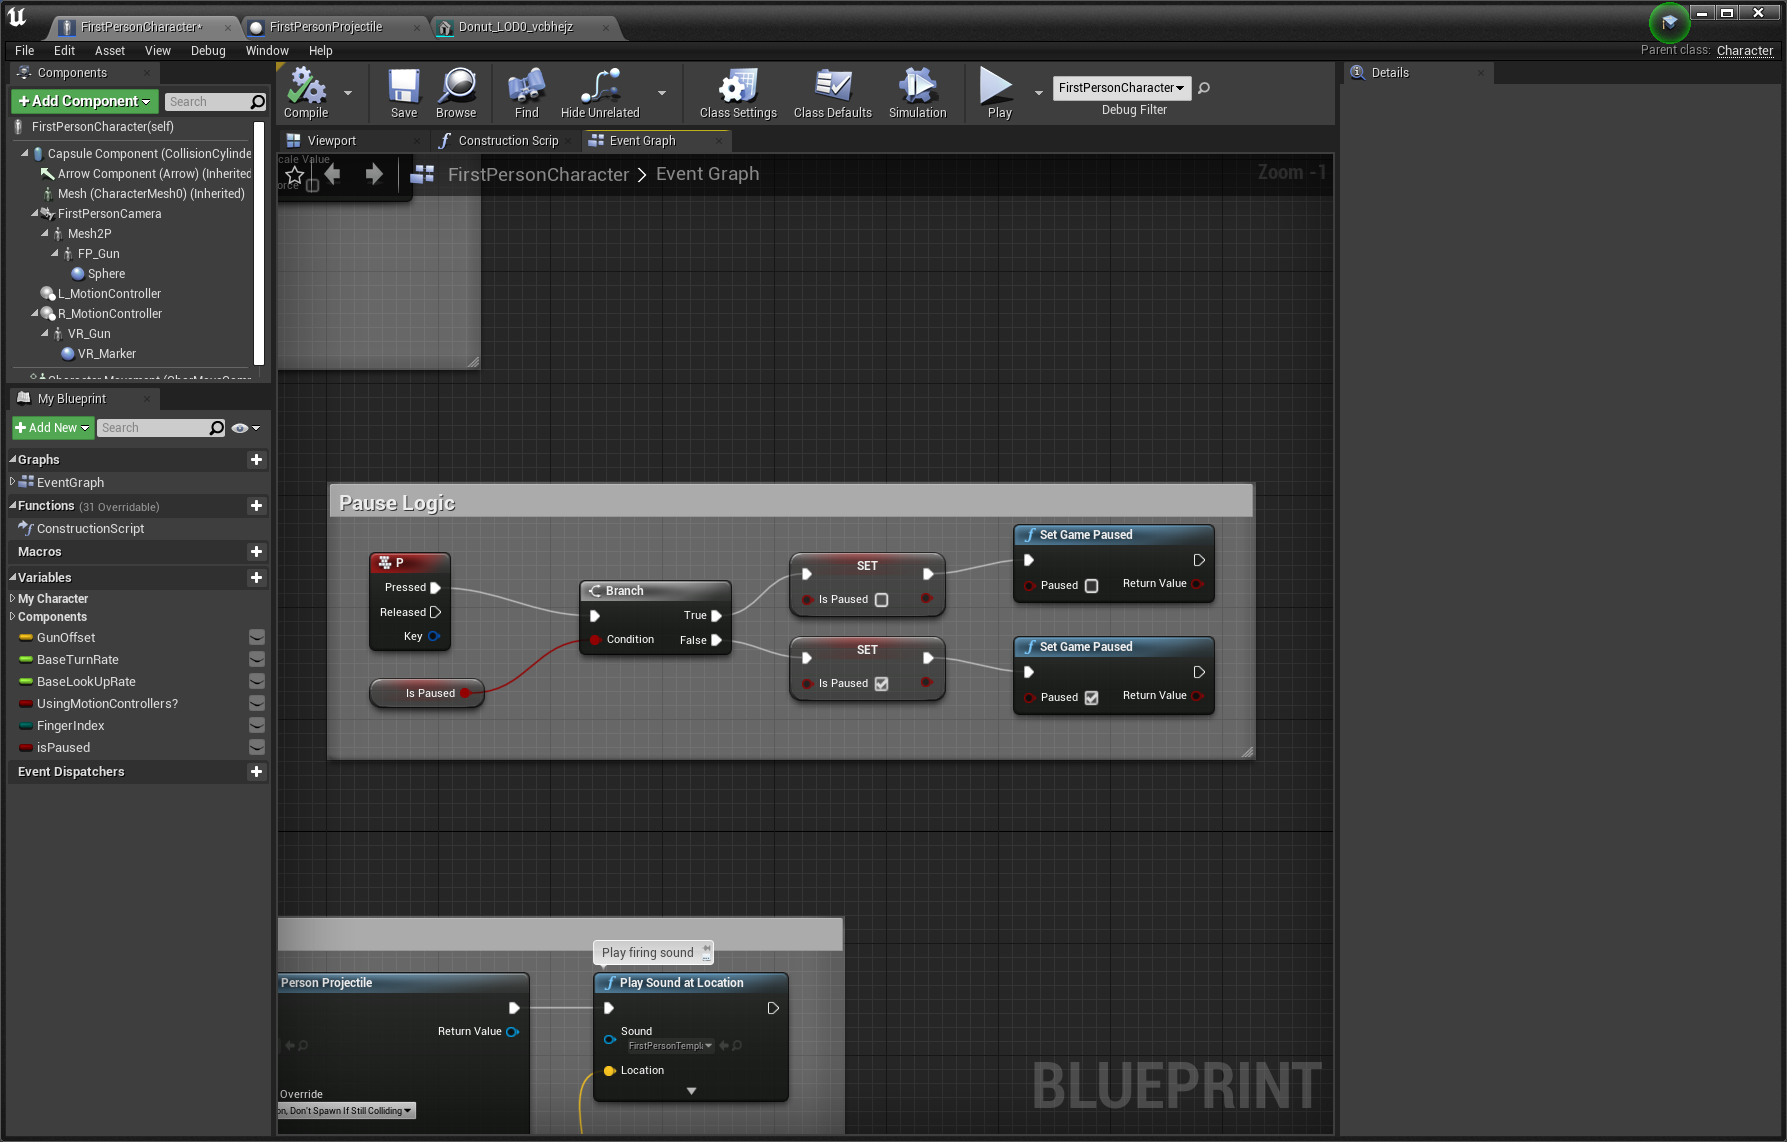 FirstPersonCharacter*
FirstPersonProjectile
Donut_LOD0_vcbhejz
File Edit Asset View Debug Window Help
Parent class: Character
Components
Add Component
Search
FirstPersonCharacter(self)
Capsule Component (CollisionCylinde
Arrow Component (Arrow) (Inherited
Mesh (CharacterMesh0) (Inherited)
FirstPersonCamera
Mesh2P
FP_Gun
Sphere
L_MotionController
R_MotionController
VR_Gun
VR_Marker
My Blueprint
Add New
Search
Graphs
EventGraph
Functions (31 Overridable)
ConstructionScript
Macros
Variables
My Character
Components
GunOffset
BaseTurnRate
BaseLookUpRate
UsingMotionControllers?
FingerIndex
isPaused
Event Dispatchers
Compile
Save
Browse
Find
Hide Unrelated
Class Settings
Class Defaults
Simulation
Play
FirstPersonCharacter
Debug Filter
Viewport
Construction Scrip
Event Graph
cale Value
orce
FirstPersonCharacter > Event Graph
Zoom -1
Pause Logic
P
Pressed
Released
Key
Is Paused
Branch
True
Condition
False
SET
Is Paused
SET
Is Paused
Set Game Paused
Paused
Return Value
Set Game Paused
Paused
Return Value
Person Projectile
Return Value
Override
on, Don't Spawn If Still Colliding
Play firing sound
Play Sound at Location
Sound
FirstPersonTempl
Location
BLUEPRINT
Details